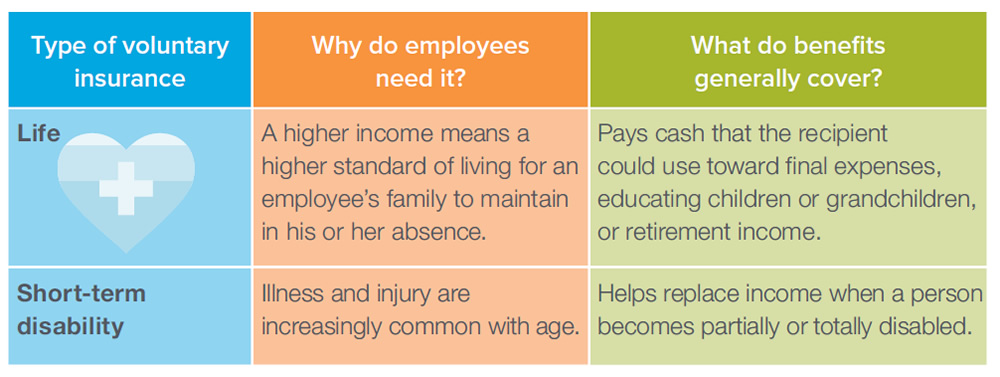 Type of voluntary
insurance
Why do employees
need it?
What do benefits
generally cover?
Life
A higher income means a
higher standard of living for an
employee’s family to maintain
in his or her absence.
Pays cash that the recipient
could use toward final expenses,
educating children or grandchildren,
or retirement income.
Short-term
disability
Illness and injury are
increasingly common with age.
Helps replace income when a person
becomes partially or totally disabled.